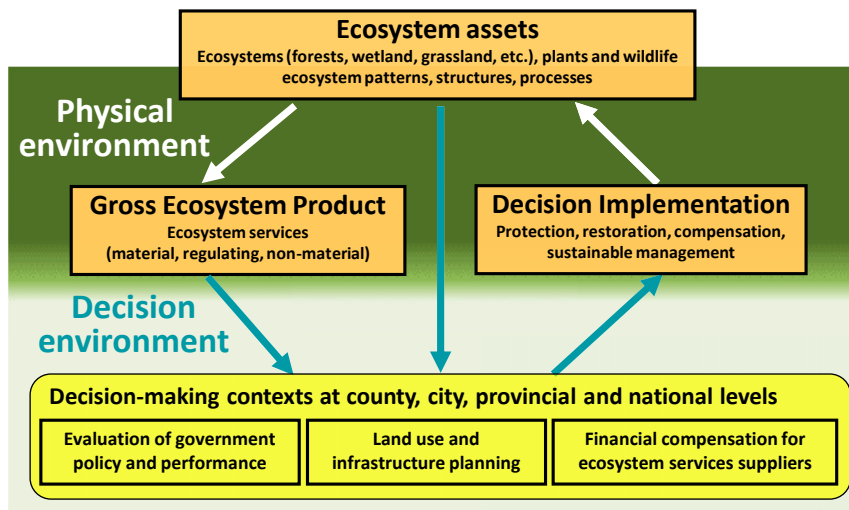 Ecosystem assets
Ecosystems (forests, wetland, grassland, etc.), plants and wildlife
ecosystem patterns, structures, processes
Physical
environment
Gross Ecosystem Product
Ecosystem services
(material, regulating, non-material)
Decision Implementation
Protection, restoration, compensation,
sustainable management
Decision
environment
Decision-making contexts at county, city, provincial and national levels
Evaluation of government
policy and performance
Land use and
infrastructure planning
Financial compensation for
ecosystem services suppliers